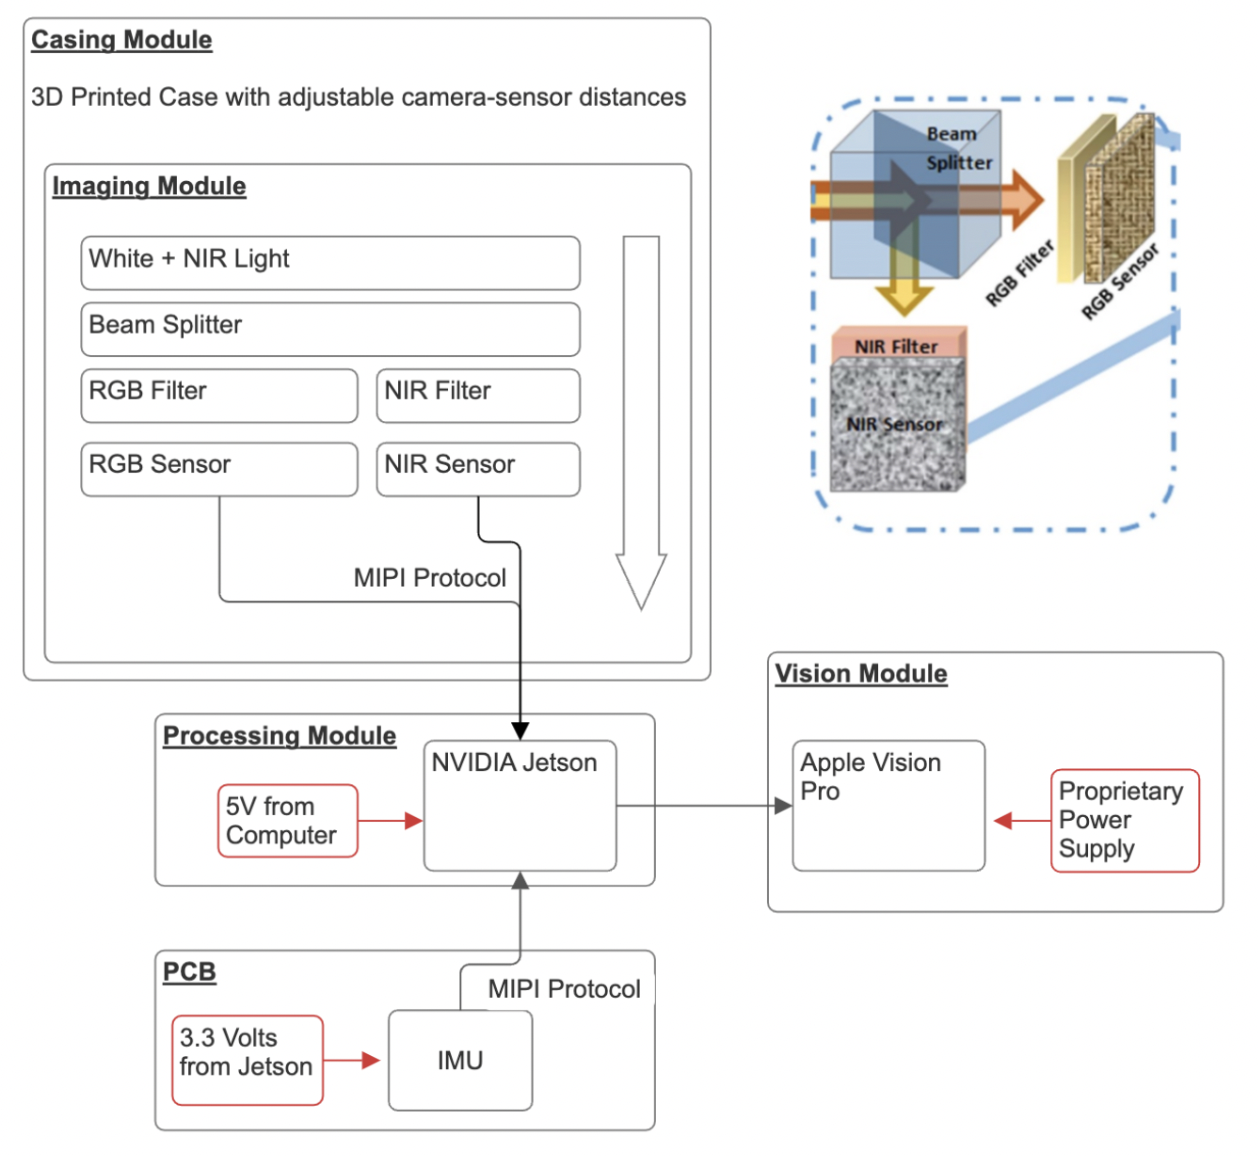 Casing Module
3D Printed Case with adjustable camera-sensor distances
Imaging Module
White + NIR Light
Beam Splitter
RGB Filter
NIR Filter
RGB Sensor
NIR Sensor
MIPI Protocol
Beam
Splitter
RGB Filter
RGB Sensor
NIR Filter
NIR Sensor
Processing Module
NVIDIA Jetson
5V from
Computer
Vision Module
Apple Vision
Pro
Proprietary
Power
Supply
PCB
MIPI Protocol
3.3 Volts
from Jetson
IMU